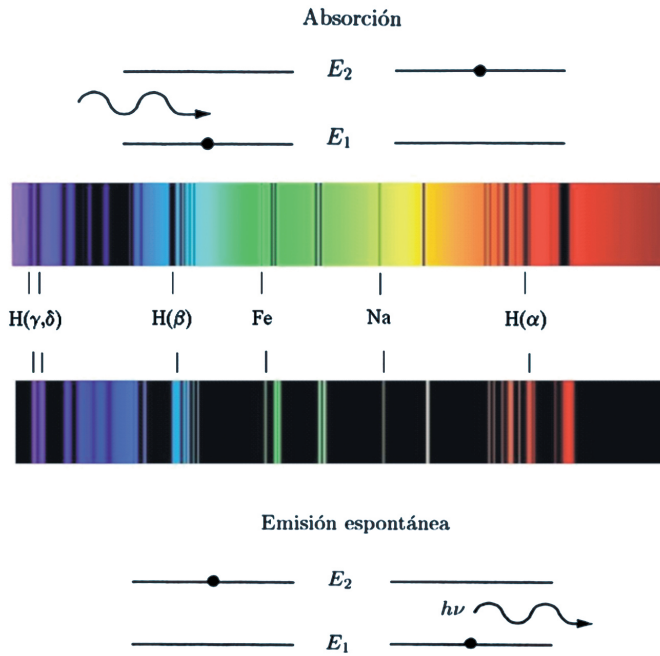 Absorción
E₂
E₁
H(γ,δ) H(β) Fe Na H(α)
Emisión espontánea
E₂
hν
E₁